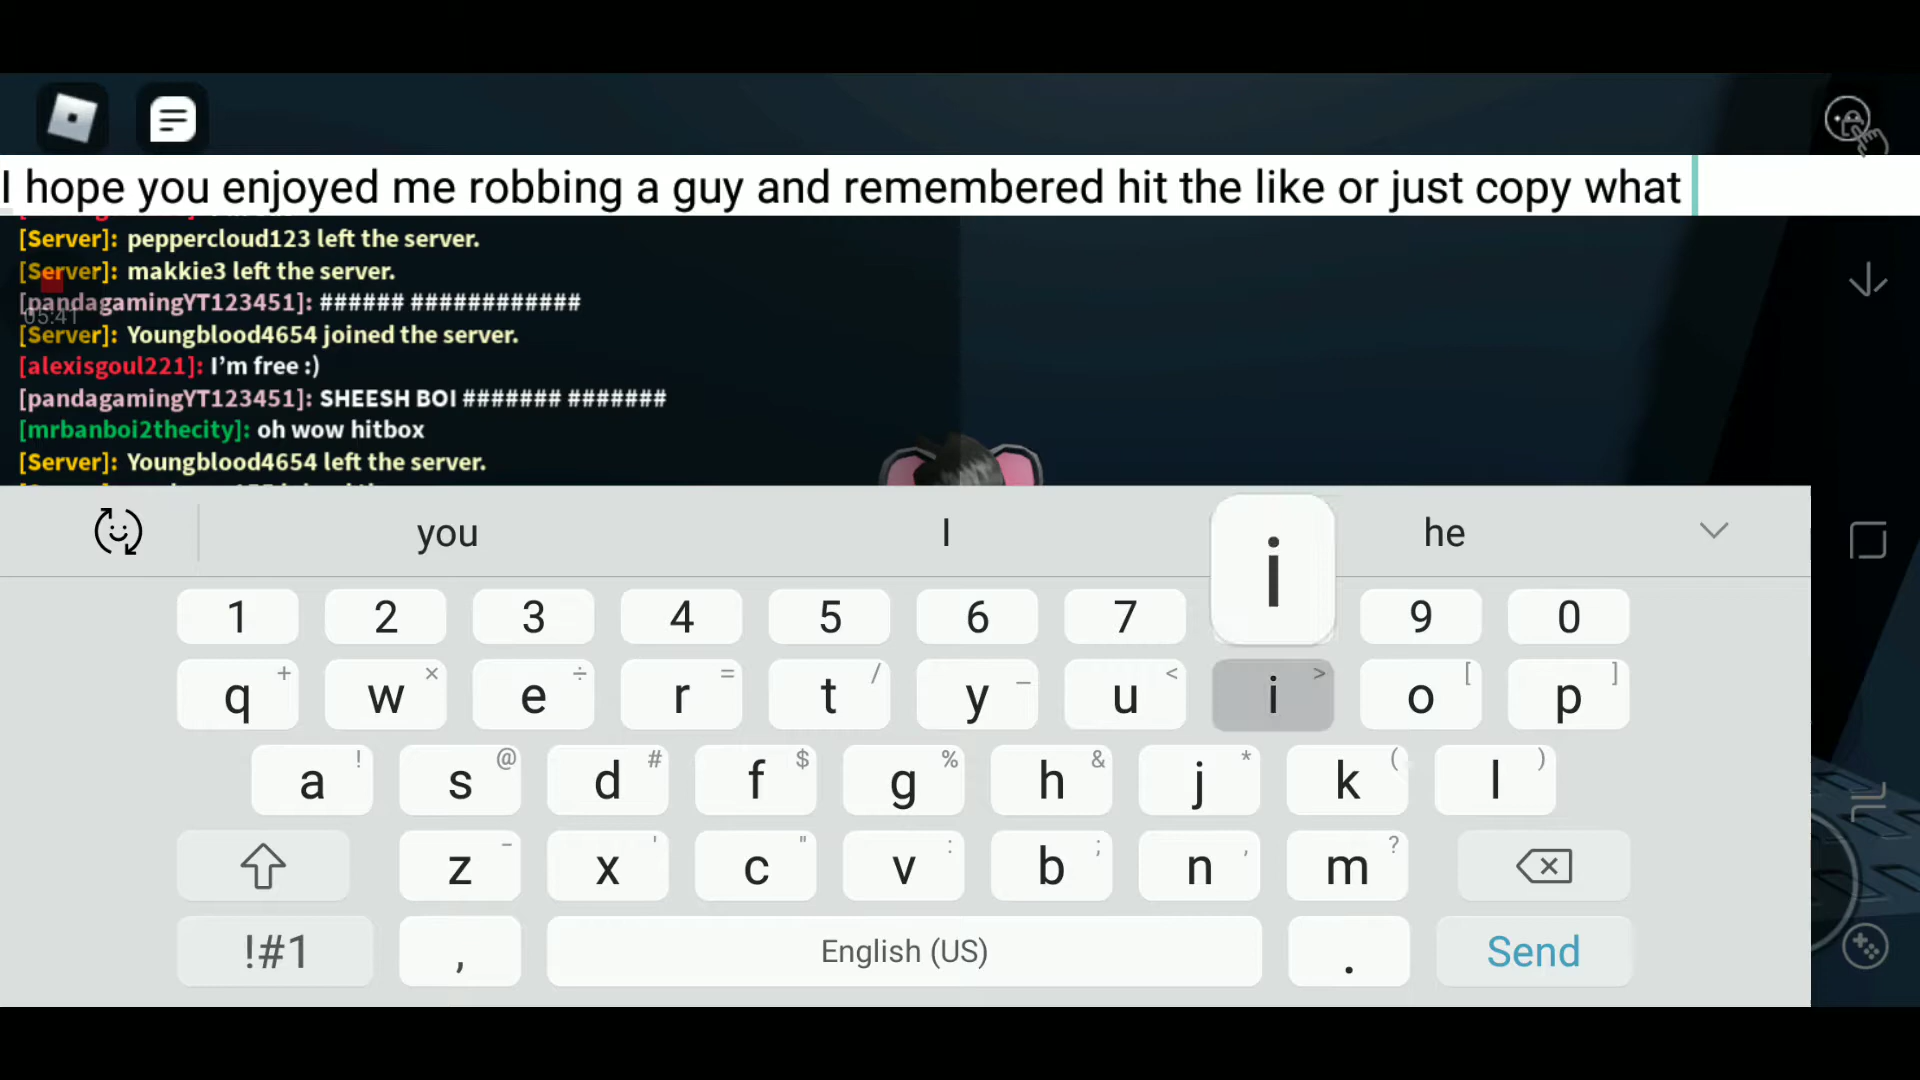 I hope you enjoyed me robbing a guy and remembered hit the like or just copy what
[Server]: peppercloud123 left the server.
[Server]: makkie3 left the server.
[pandagamingYT123451]: ###### ############
05:41
[Server]: Youngblood4654 joined the server.
[alexisgoul221]: I'm free :)
[pandagamingYT123451]: SHEESH BOI ####### #######
[mrbanboi2thecity]: oh wow hitbox
[Server]: Youngblood4654 left the server.
you I i he
1 2 3 4 5 6 7 9 0
q + w × e ÷ r = t / y _ u < i > o [ p ]
a ! s @ d # f $ g % h & j * k ( l )
z - x ' c " v : b ; n , m ?
!#1 , English (US) . Send